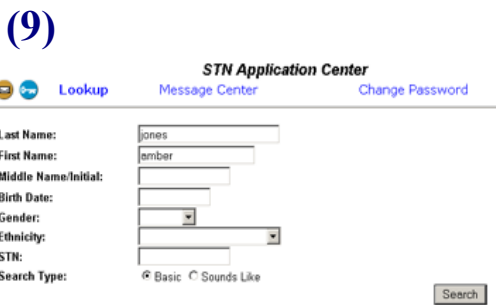 (9)
STN Application Center
Lookup Message Center Change Password
Last Name: jones
First Name: amber
Middle Name/Initial:
Birth Date:
Gender:
Ethnicity:
STN:
Search Type: Basic Sounds Like
Search